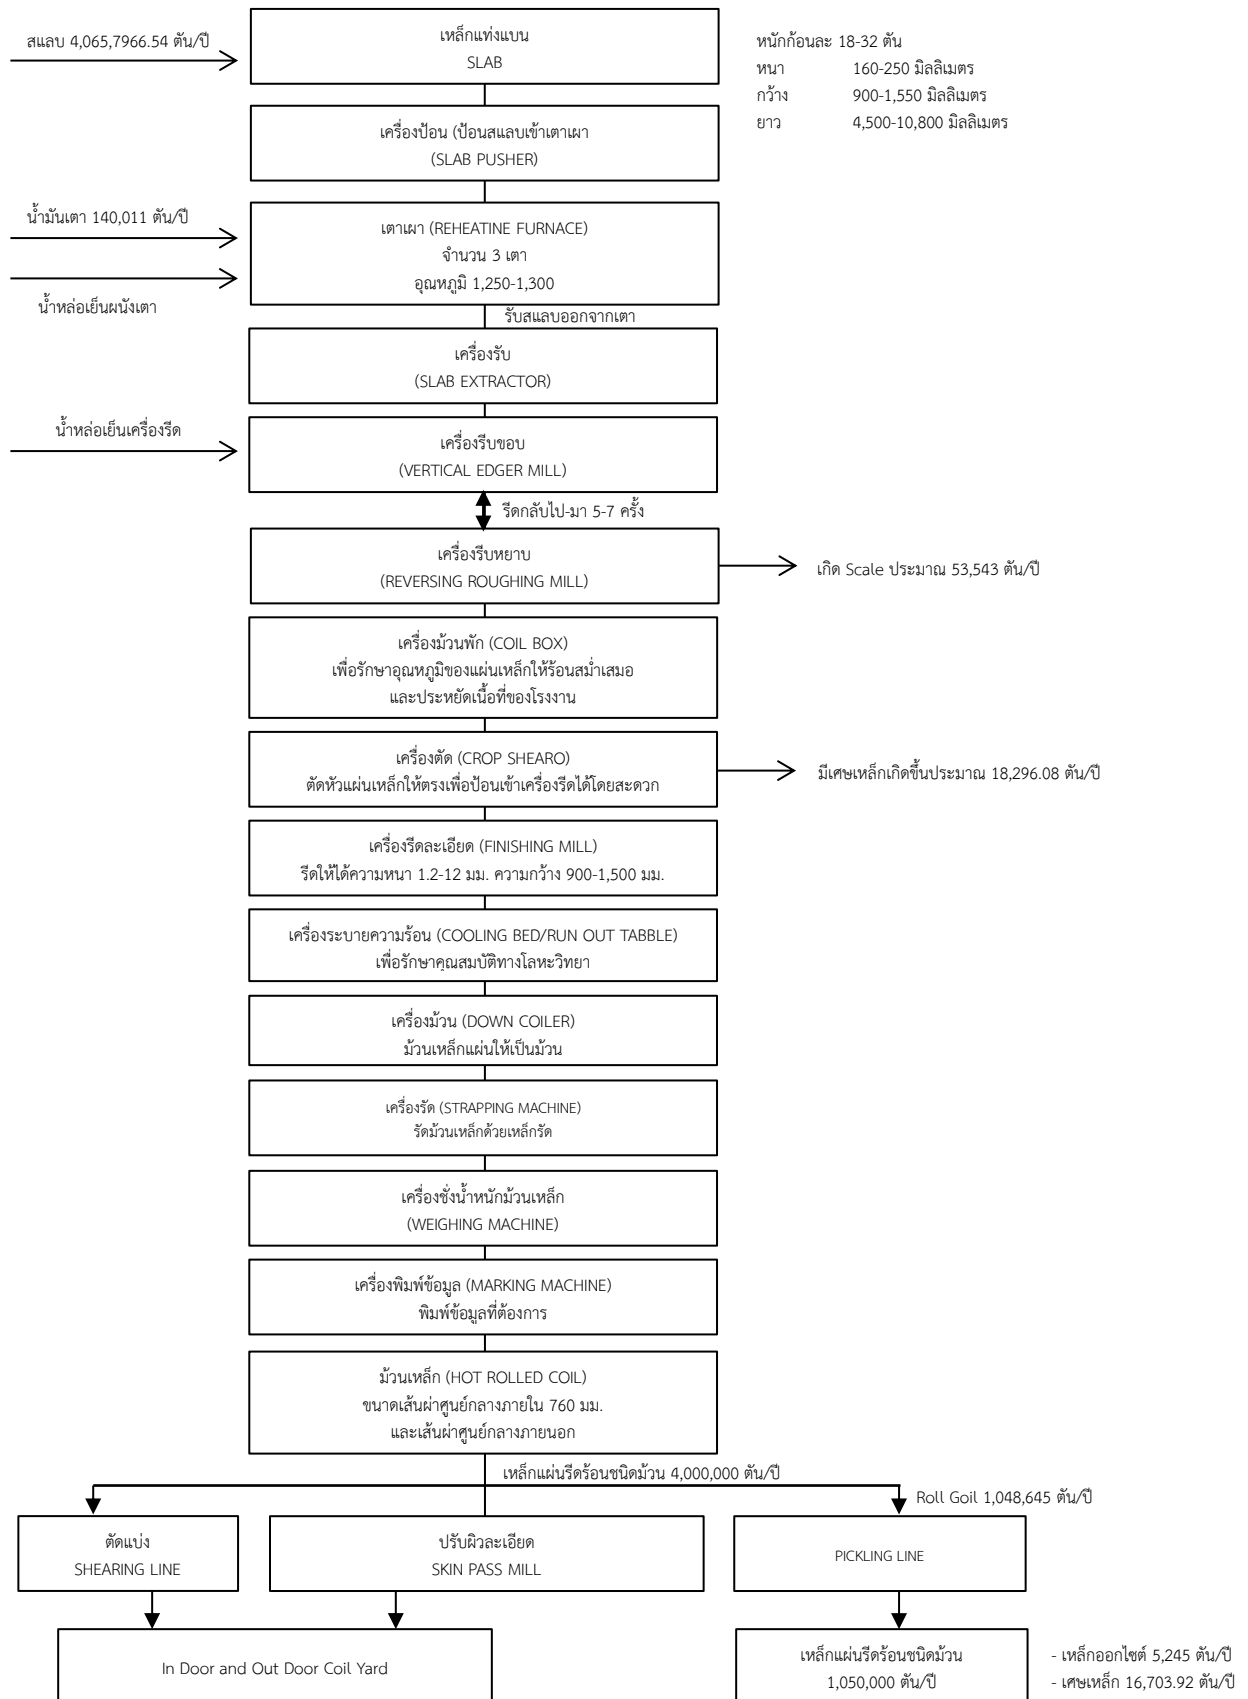 สแลบ 4,065,7966.54 ตัน/ปี
เหล็กแท่งแบน
SLAB
หนักก้อนละ 18-32 ตัน
หนา 160-250 มิลลิเมตร
กว้าง 900-1,550 มิลลิเมตร
ยาว 4,500-10,800 มิลลิเมตร
เครื่องป้อน (ป้อนสแลบเข้าเตาเผา
(SLAB PUSHER)
น้ำมันเตา 140,011 ตัน/ปี
น้ำหล่อเย็นผนังเตา
เตาเผา (REHEATINE FURNACE)
จำนวน 3 เตา
อุณหภูมิ 1,250-1,300
รับสแลบออกจากเตา
เครื่องรับ
(SLAB EXTRACTOR)
น้ำหล่อเย็นเครื่องรีด
เครื่องรีบขอบ
(VERTICAL EDGER MILL)
รีดกลับไป-มา 5-7 ครั้ง
เครื่องรีบหยาบ
(REVERSING ROUGHING MILL)
เกิด Scale ประมาณ 53,543 ตัน/ปี
เครื่องม้วนพัก (COIL BOX)
เพื่อรักษาอุณหภูมิของแผ่นเหล็กให้ร้อนสม่ำเสมอ
และประหยัดเนื้อที่ของโรงงาน
เครื่องตัด (CROP SHEARO)
ตัดหัวแผ่นเหล็กให้ตรงเพื่อป้อนเข้าเครื่องรีดได้โดยสะดวก
มีเศษเหล็กเกิดขึ้นประมาณ 18,296.08 ตัน/ปี
เครื่องรีดละเอียด (FINISHING MILL)
รีดให้ได้ความหนา 1.2-12 มม. ความกว้าง 900-1,500 มม.
เครื่องระบายความร้อน (COOLING BED/RUN OUT TABBLE)
เพื่อรักษาคุณสมบัติทางโลหะวิทยา
เครื่องม้วน (DOWN COILER)
ม้วนเหล็กแผ่นให้เป็นม้วน
เครื่องรัด (STRAPPING MACHINE)
รัดม้วนเหล็กด้วยเหล็กรัด
เครื่องชั่งน้ำหนักม้วนเหล็ก
(WEIGHING MACHINE)
เครื่องพิมพ์ข้อมูล (MARKING MACHINE)
พิมพ์ข้อมูลที่ต้องการ
ม้วนเหล็ก (HOT ROLLED COIL)
ขนาดเส้นผ่าศูนย์กลางภายใน 760 มม.
และเส้นผ่าศูนย์กลางภายนอก
เหล็กแผ่นรีดร้อนชนิดม้วน 4,000,000 ตัน/ปี
Roll Goil 1,048,645 ตัน/ปี
ตัดแบ่ง
SHEARING LINE
ปรับผิวละเอียด
SKIN PASS MILL
PICKLING LINE
In Door and Out Door Coil Yard
เหล็กแผ่นรีดร้อนชนิดม้วน
1,050,000 ตัน/ปี
- เหล็กออกไซต์ 5,245 ตัน/ปี
- เศษเหล็ก 16,703.92 ตัน/ปี